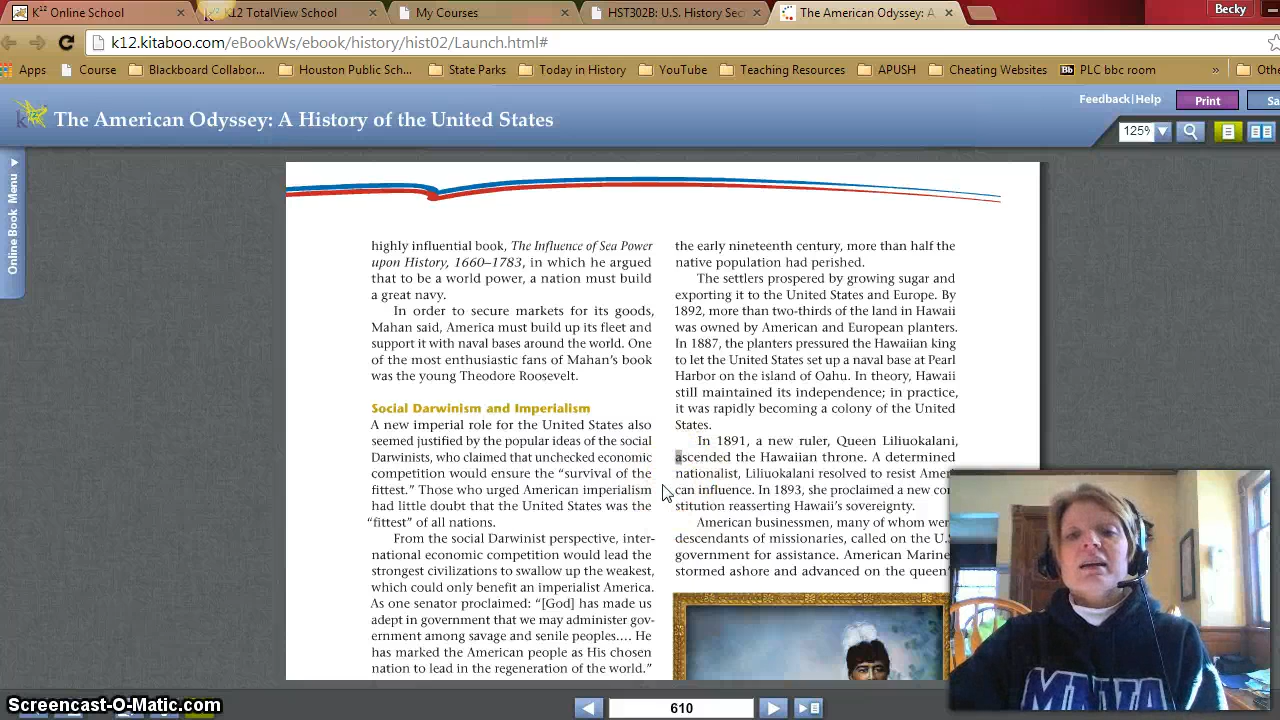 K¹² Online School
K12 TotalView School
My Courses
HST302B: U.S. History Sec
The American Odyssey: A
Becky
k12.kitaboo.com/eBookWs/ebook/history/hist02/Launch.html#
Apps
Course
Blackboard Collabor...
Houston Public Sch...
State Parks
Today in History
YouTube
Teaching Resources
APUSH
Cheating Websites
Bb PLC bbc room
»
Othe
The American Odyssey: A History of the United States
Feedback|Help
Print
Sa
125%
Online Book Menu
highly influential book, The Influence of Sea Power
upon History, 1660–1783, in which he argued
that to be a world power, a nation must build
a great navy.
In order to secure markets for its goods,
Mahan said, America must build up its fleet and
support it with naval bases around the world. One
of the most enthusiastic fans of Mahan's book
was the young Theodore Roosevelt.
Social Darwinism and Imperialism
A new imperial role for the United States also
seemed justified by the popular ideas of the social
Darwinists, who claimed that unchecked economic
competition would ensure the “survival of the
fittest.” Those who urged American imperialism
had little doubt that the United States was the
“fittest” of all nations.
From the social Darwinist perspective, inter-
national economic competition would lead the
strongest civilizations to swallow up the weakest,
which could only benefit an imperialist America.
As one senator proclaimed: “[God] has made us
adept in government that we may administer gov-
ernment among savage and senile peoples.... He
has marked the American people as His chosen
nation to lead in the regeneration of the world.”
the early nineteenth century, more than half the
native population had perished.
The settlers prospered by growing sugar and
exporting it to the United States and Europe. By
1892, more than two-thirds of the land in Hawaii
was owned by American and European planters.
In 1887, the planters pressured the Hawaiian king
to let the United States set up a naval base at Pearl
Harbor on the island of Oahu. In theory, Hawaii
still maintained its independence; in practice,
it was rapidly becoming a colony of the United
States.
In 1891, a new ruler, Queen Liliuokalani,
ascended the Hawaiian throne. A determined
nationalist, Liliuokalani resolved to resist Ameri
can influence. In 1893, she proclaimed a new con
stitution reasserting Hawaii's sovereignty.
American businessmen, many of whom wer
descendants of missionaries, called on the U.S
government for assistance. American Marine
stormed ashore and advanced on the queen'
610
Screencast-O-Matic.com